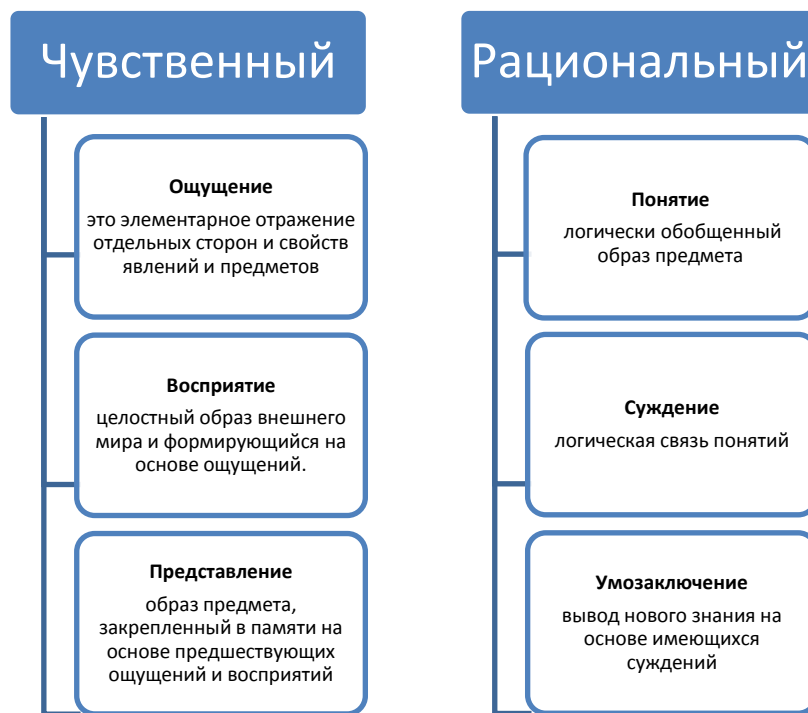 Чувственный
Ощущение
это элементарное отражение
отдельных сторон и свойств
явлений и предметов
Восприятие
целостный образ внешнего
мира и формирующийся на
основе ощущений.
Представление
образ предмета,
закрепленный в памяти на
основе предшествующих
ощущений и восприятий
Рациональный
Понятие
логически обобщенный
образ предмета
Суждение
логическая связь понятий
Умозаключение
вывод нового знания на
основе имеющихся
суждений